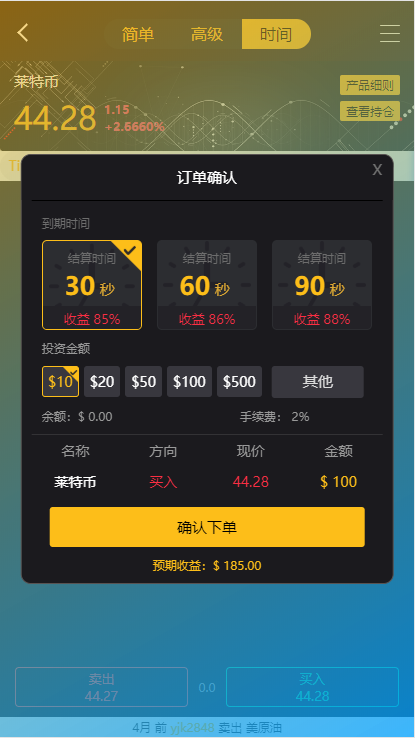 简单 高级 时间
莱特币
产品细则
44.28 1.15
+2.6660%
查看持仓
订单确认 X
到期时间
结算时间 结算时间 结算时间
30 秒 60 秒 90 秒
收益 85% 收益 86% 收益 88%
投资金额
$10 $20 $50 $100 $500 其他
余额: $ 0.00 手续费: 2%
名称 方向 现价 金额
莱特币 买入 44.28 $ 100
确认下单
预期收益: $ 185.00
卖出 买入
44.27 0.0 44.28
4月 前 yjk2848 卖出 美原油